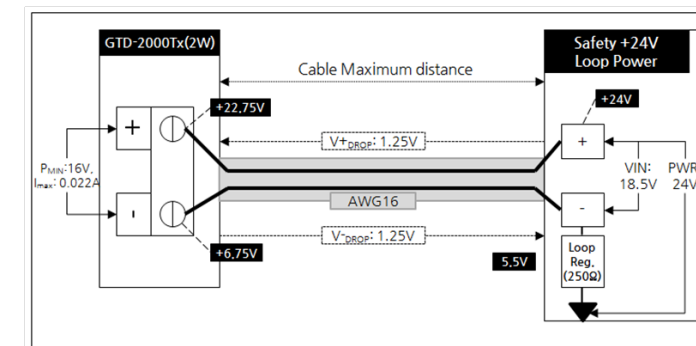 GTD-2000Tx(2W)
Safety +24V
Loop Power
Cable Maximum distance
+22.75V
+24V
+
+
V+DROP: 1.25V
PMIN:16V,
Imax: 0.022A
VIN:
18.5V
PWR
24V
AWG16
-
-
V-DROP: 1.25V
+6.75V
5.5V
Loop
Reg.
(250Ω)